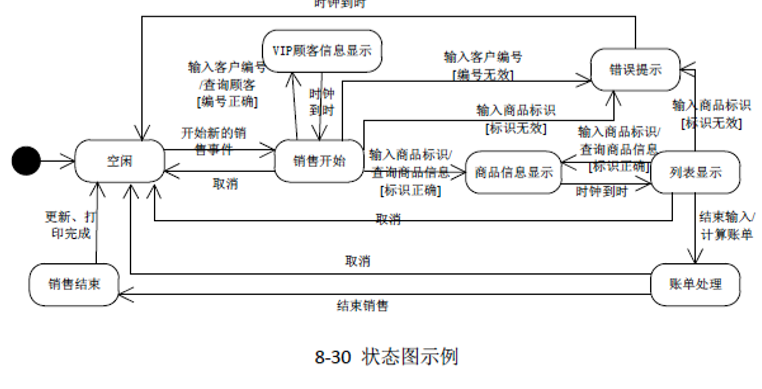 时钟到时
VIP顾客信息显示
输入客户编号
/查询顾客
[编号正确]
时钟
到时
输入客户编号
[编号无效]
错误提示
输入商品标识
[标识无效]
输入商品标识
[标识无效]
开始新的销
售事件
空闲
销售开始
取消
输入商品标识/
查询商品信息
[标识正确]
商品信息显示
输入商品标识/
查询商品信息
[标识正确]
时钟到时
列表显示
取消
更新、打
印完成
结束输入/
计算账单
取消
销售结束
账单处理
结束销售
8-30 状态图示例